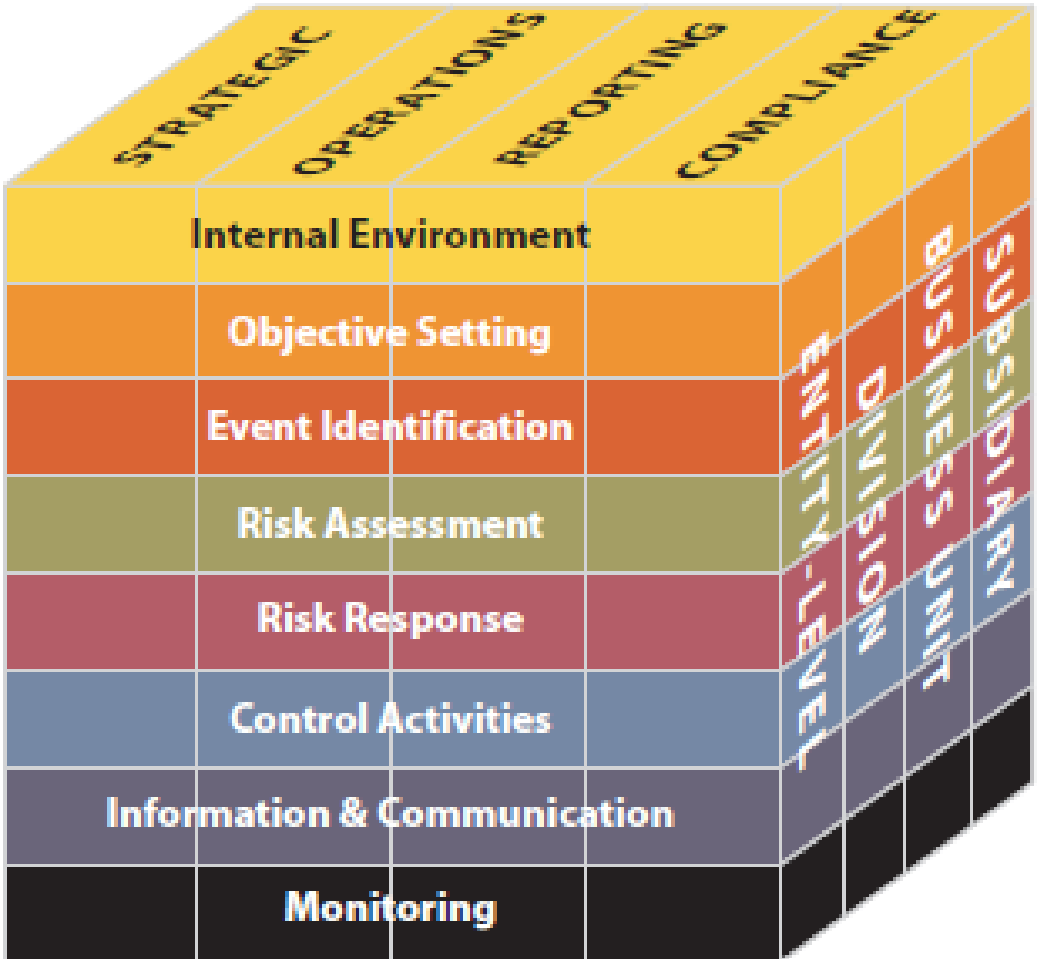 STRATEGIC
OPERATIONS
REPORTING
COMPLIANCE
Internal Environment
Objective Setting
Event Identification
Risk Assessment
Risk Response
Control Activities
Information & Communication
Monitoring
ENTITY-LEVEL
DIVISION
BUSINESS UNIT
SUBSIDIARY